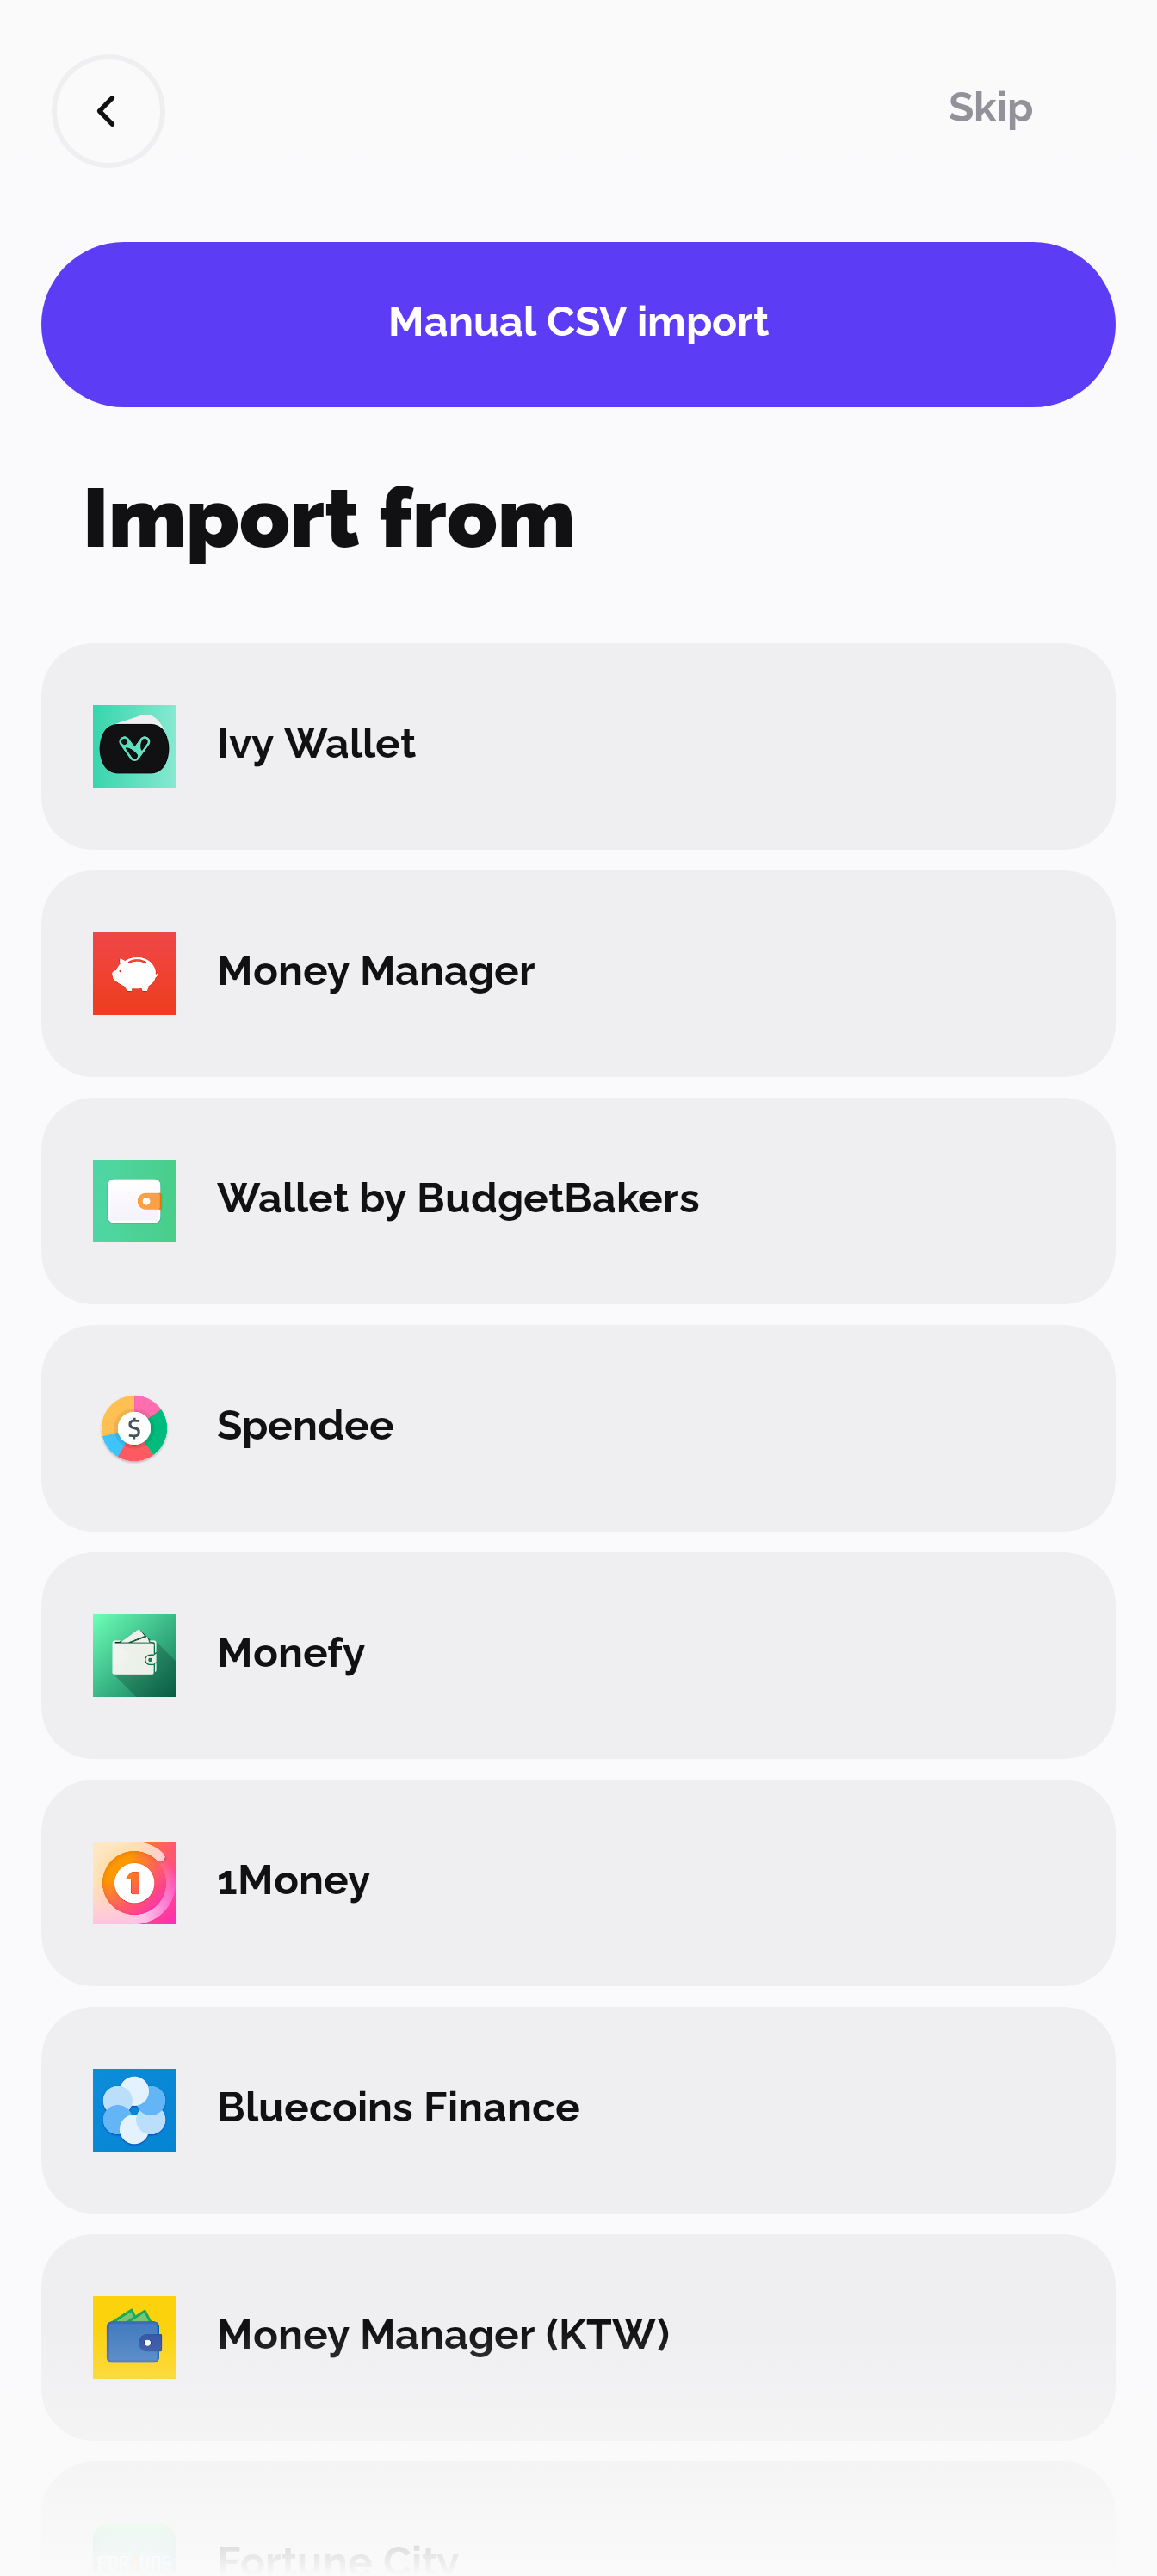 Skip
Manual CSV import
Import from
Ivy Wallet
Money Manager
Wallet by BudgetBakers
$
Spendee
Monefy
1
1Money
Bluecoins Finance
Money Manager (KTW)
Fortune City